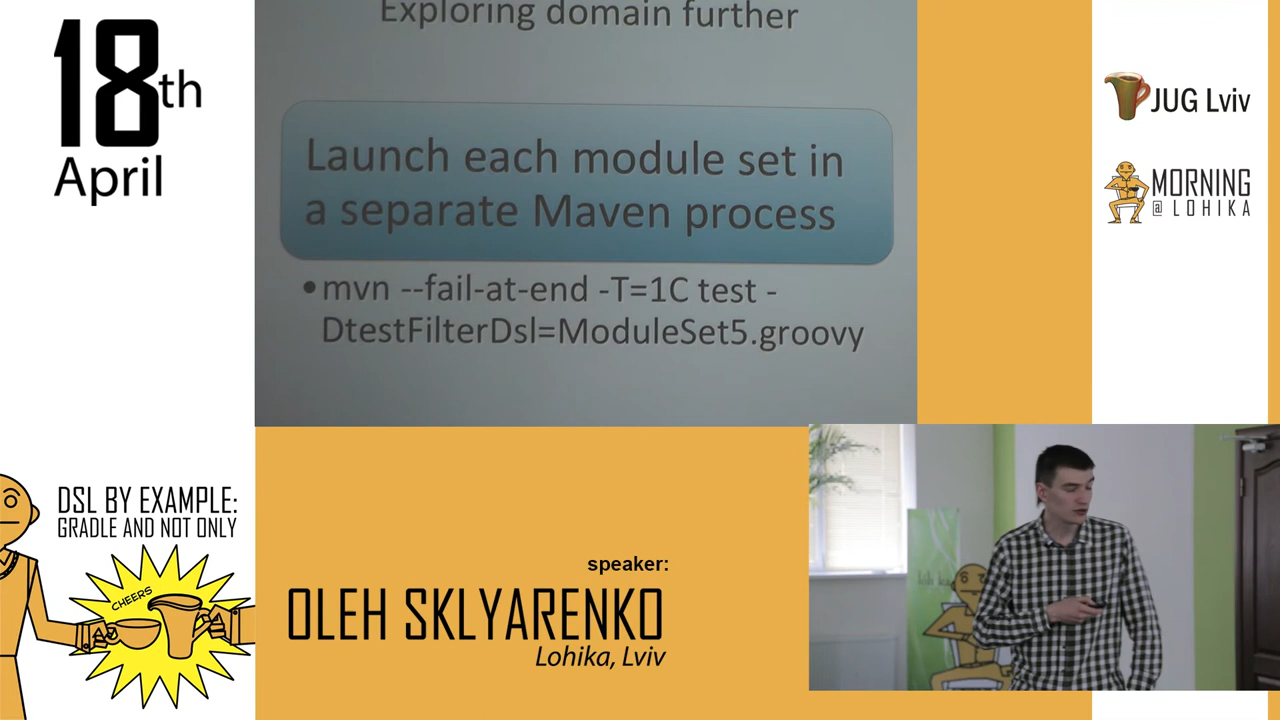 18th
April
Exploring domain further
Launch each module set in
a separate Maven process
•mvn --fail-at-end -T=1C test -
DtestFilterDsl=ModuleSet5.groovy
JUG Lviv
MORNING
@ LOHIKA
DSL BY EXAMPLE:
GRADLE AND NOT ONLY
CHEERS
speaker:
OLEH SKLYARENKO
Lohika, Lviv